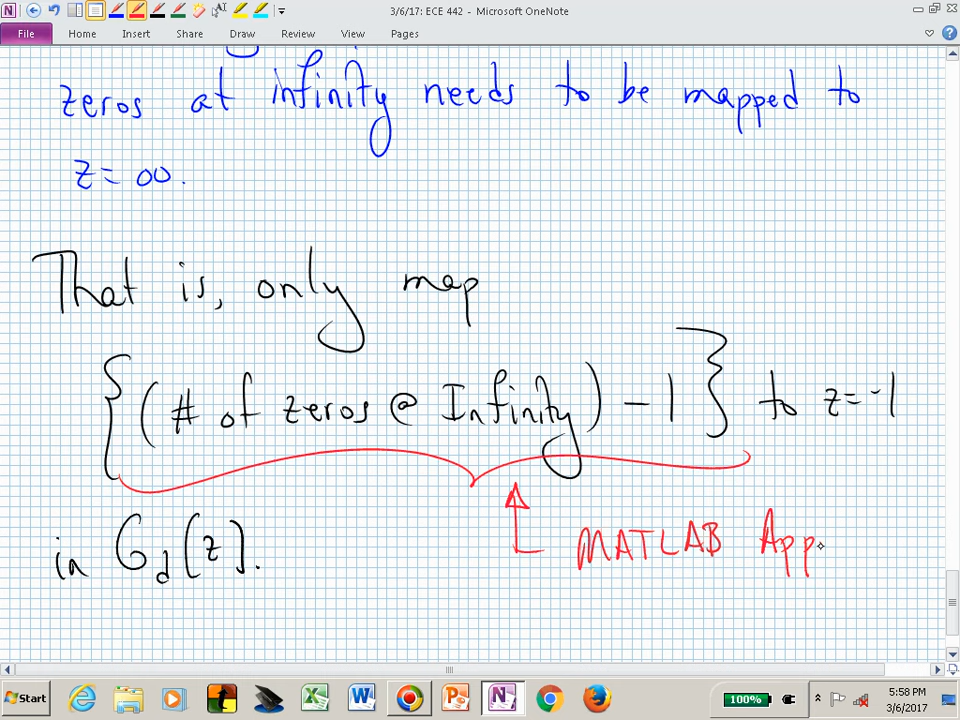 3/6/17: ECE 442 - Microsoft OneNote
File Home Insert Share Draw Review View Pages
zeros at infinity needs to be mapped to
z=∞.
That is, only map
{(# of zeros @ Infinity) - 1} to z=-1
in Gd(z).
MATLAB App
Start
100%
5:58 PM
3/6/2017